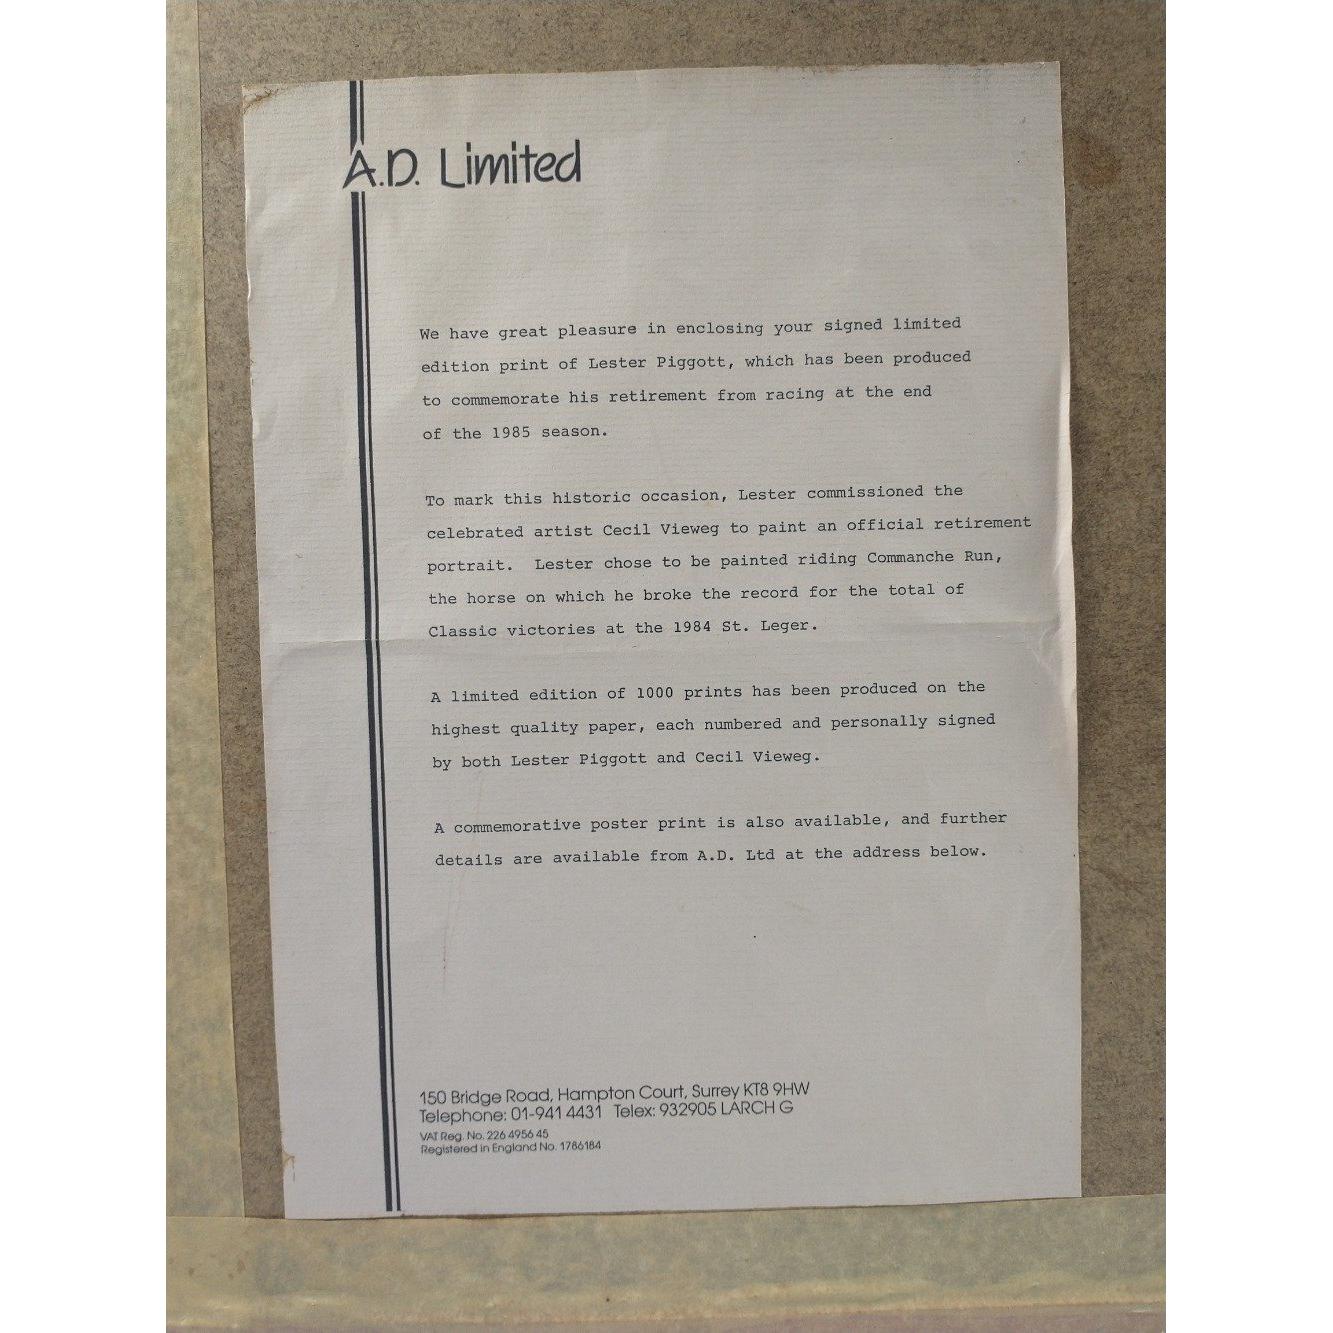 A.D. Limited
We have great pleasure in enclosing your signed limited
edition print of Lester Piggott, which has been produced
to commemorate his retirement from racing at the end
of the 1985 season.
To mark this historic occasion, Lester commissioned the
celebrated artist Cecil Vieweg to paint an official retirement
portrait.  Lester chose to be painted riding Commanche Run,
the horse on which he broke the record for the total of
Classic victories at the 1984 St. Leger.
A limited edition of 1000 prints has been produced on the
highest quality paper, each numbered and personally signed
by both Lester Piggott and Cecil Vieweg.
A commemorative poster print is also available, and further
details are available from A.D. Ltd at the address below.
150 Bridge Road, Hampton Court, Surrey KT8 9HW
Telephone: 01-941 4431  Telex: 932905 LARCH G
VAT Reg. No. 226 4956 45
Registered in England No. 1786184